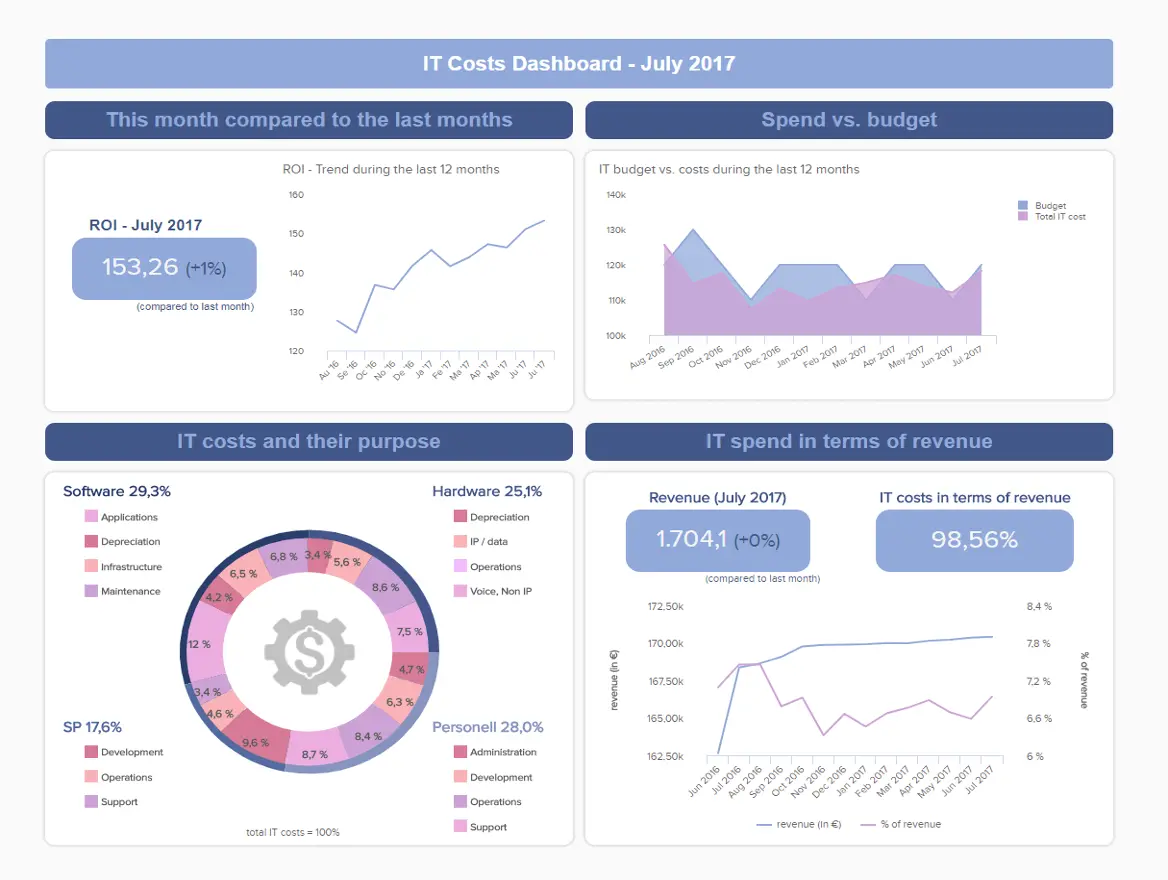 IT Costs Dashboard - July 2017
This month compared to the last months
ROI - July 2017
153,26 (+1%)
(compared to last month)
ROI - Trend during the last 12 months
160
150
140
130
120
Au '16
Se '16
Oc '16
No '16
De '16
Ja '17
Fe '17
Ma '17
Ap '17
Ma '17
Ju '17
Ju '17
Spend vs. budget
IT budget vs. costs during the last 12 months
140k
130k
120k
110k
100k
Aug 2016
Sep 2016
Oct 2016
Nov 2016
Dec 2016
Jan 2017
Feb 2017
Mar 2017
Apr 2017
May 2017
Jun 2017
Jul 2017
Budget
Total IT cost
IT costs and their purpose
Software 29,3%
Applications
Depreciation
Infrastructure
Maintenance
Hardware 25,1%
Depreciation
IP / data
Operations
Voice, Non IP
6,8 %
3,4 %
5,6 %
8,6 %
7,5 %
4,7 %
6,3 %
8,4 %
8,7 %
9,6 %
4,6 %
3,4 %
12 %
4,2 %
6,5 %
SP 17,6%
Development
Operations
Support
Personell 28,0%
Administration
Development
Operations
Support
total IT costs = 100%
IT spend in terms of revenue
Revenue (July 2017)
1.704,1 (+0%)
(compared to last month)
IT costs in terms of revenue
98,56%
revenue (in €)
172.50k
170.00k
167.50k
165.00k
162.50k
8,4 %
7,8 %
7,2 %
6,6 %
6 %
% of revenue
Jun 2016
Jul 2016
Aug 2016
Sep 2016
Oct 2016
Nov 2016
Dec 2016
Jan 2017
Feb 2017
Mar 2017
Apr 2017
May 2017
Jun 2017
Jul 2017
revenue (in €)
% of revenue